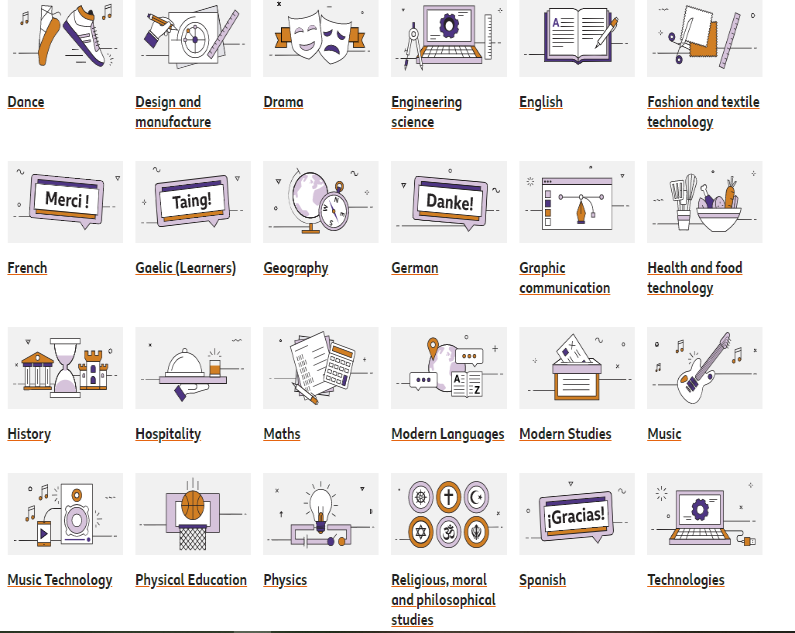 A
Dance
Design and
manufacture
Drama
Engineering
science
English
Fashion and textile
technology
Merci !
Taing!
N
E
S
W
Danke!
French
Gaelic (Learners)
Geography
German
Graphic
communication
Health and food
technology
A
Z
History
Hospitality
Maths
Modern Languages
Modern Studies
Music
¡Gracias!
Music Technology
Physical Education
Physics
Religious, moral
and philosophical
studies
Spanish
Technologies